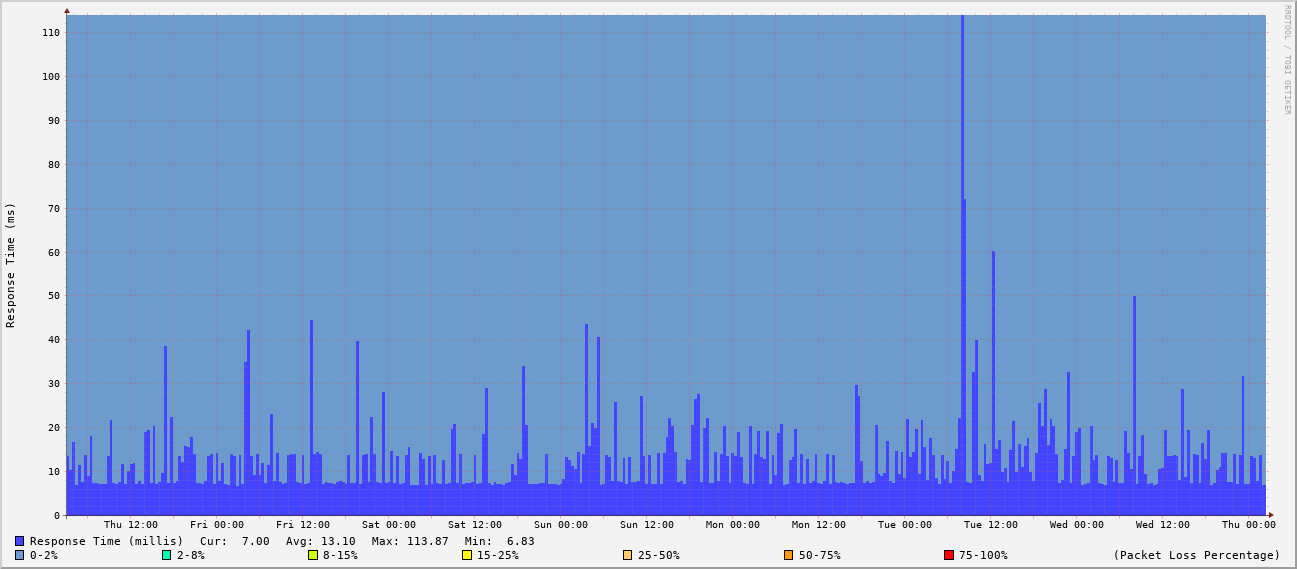 RRDTOOL / TOBI OETIKER
Response Time (ms)
110
100
90
80
70
60
50
40
30
20
10
0
Thu 12:00 Fri 00:00 Fri 12:00 Sat 00:00 Sat 12:00 Sun 00:00 Sun 12:00 Mon 00:00 Mon 12:00 Tue 00:00 Tue 12:00 Wed 00:00 Wed 12:00 Thu 00:00
Response Time (millis) Cur: 7.00 Avg: 13.10 Max: 113.87 Min: 6.83
0-2% 2-8% 8-15% 15-25% 25-50% 50-75% 75-100% (Packet Loss Percentage)